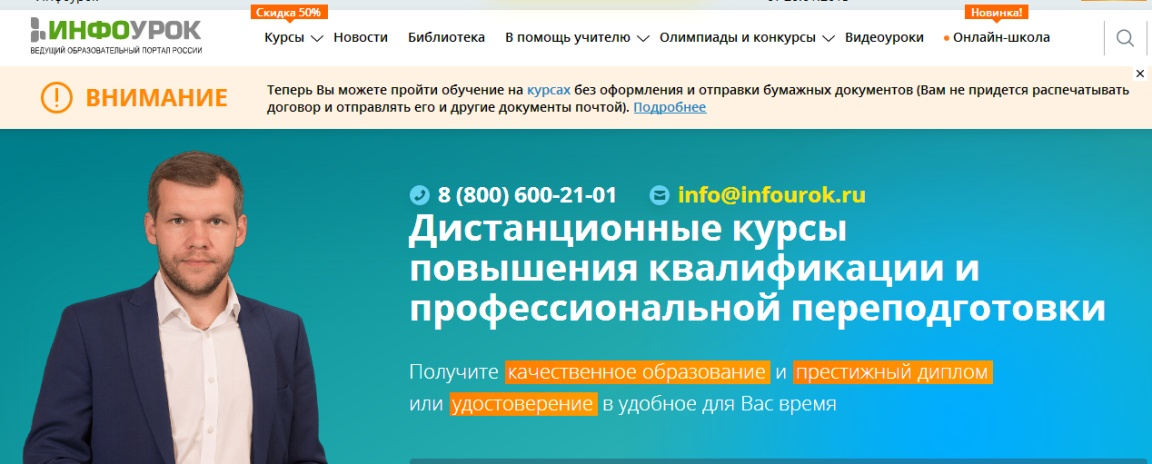 Скидка 50%
Новинка!
ИНФОУРОК
ВЕДУЩИЙ ОБРАЗОВАТЕЛЬНЫЙ ПОРТАЛ РОССИИ
Курсы Новости Библиотека В помощь учителю Олимпиады и конкурсы Видеоуроки Онлайн-школа
ВНИМАНИЕ
Теперь Вы можете пройти обучение на курсах без оформления и отправки бумажных документов (Вам не придется распечатывать
договор и отправлять его и другие документы почтой). Подробнее
8 (800) 600-21-01 info@infourok.ru
Дистанционные курсы
повышения квалификации и
профессиональной переподготовки
Получите качественное образование и престижный диплом
или удостоверение в удобное для Вас время